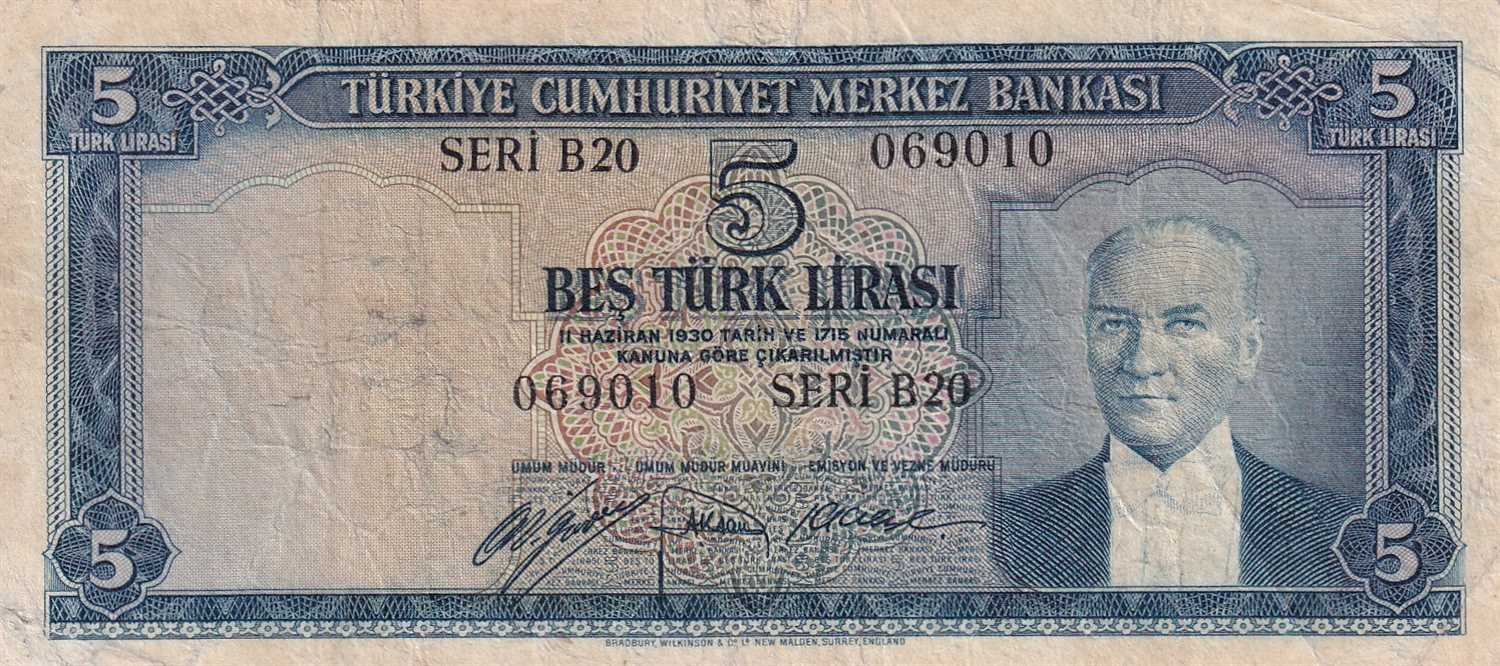 5 TÜRKİYE CUMHURİYET MERKEZ BANKASI 5
TÜRK LİRASI TÜRK LİRASI
SERİ B20 069010
5
BEŞ TÜRK LİRASI
11 HAZİRAN 1930 TARİH VE 1715 NUMARALI
KANUNA GÖRE ÇIKARILMIŞTIR
069010 SERİ B20
UMUM MÜDÜR UMUM MÜDÜR MUAVİNİ EMİSYON VE VEZNE MÜDÜRÜ
5 5
BRADBURY, WILKINSON & Cº Lᵈ NEW MALDEN, SURREY, ENGLAND